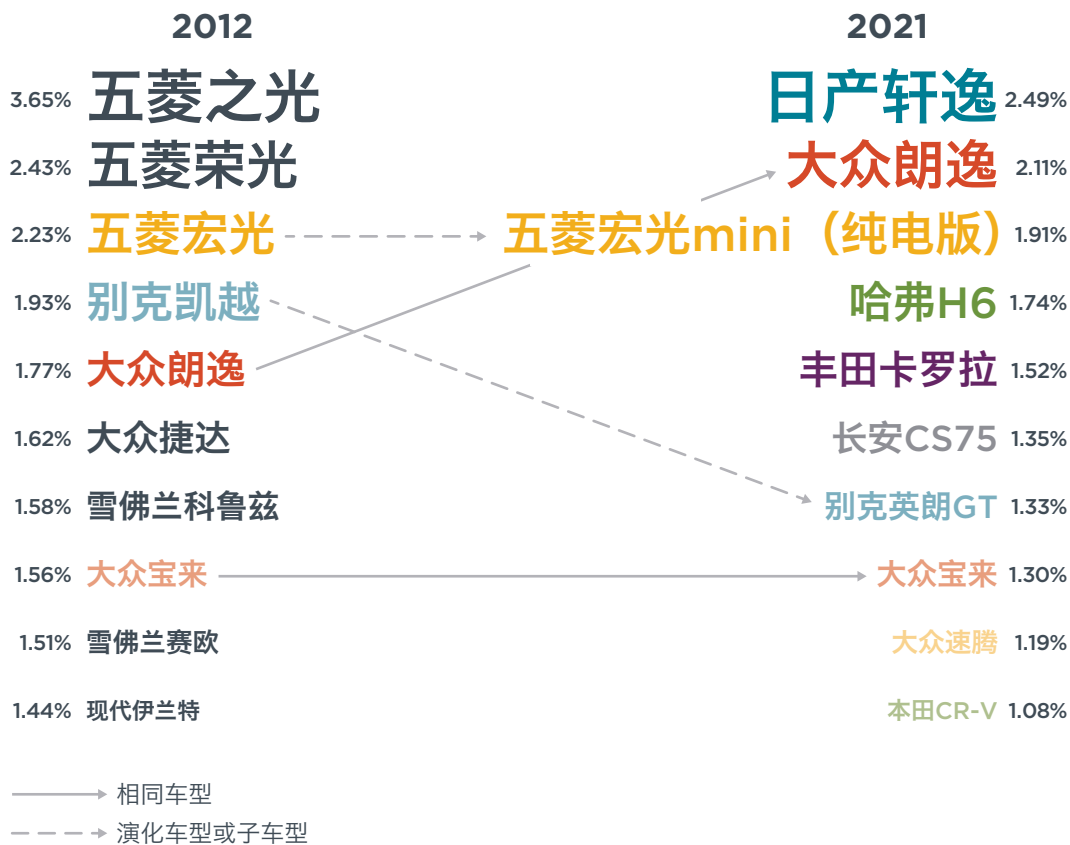 2012 2021
3.65% 五菱之光 日产轩逸 2.49%
2.43% 五菱荣光 大众朗逸 2.11%
2.23% 五菱宏光 五菱宏光mini（纯电版） 1.91%
1.93% 别克凯越 哈弗H6 1.74%
1.77% 大众朗逸 丰田卡罗拉 1.52%
1.62% 大众捷达 长安CS75 1.35%
1.58% 雪佛兰科鲁兹 别克英朗GT 1.33%
1.56% 大众宝来 大众宝来 1.30%
1.51% 雪佛兰赛欧 大众速腾 1.19%
1.44% 现代伊兰特 本田CR-V 1.08%
相同车型
演化车型或子车型